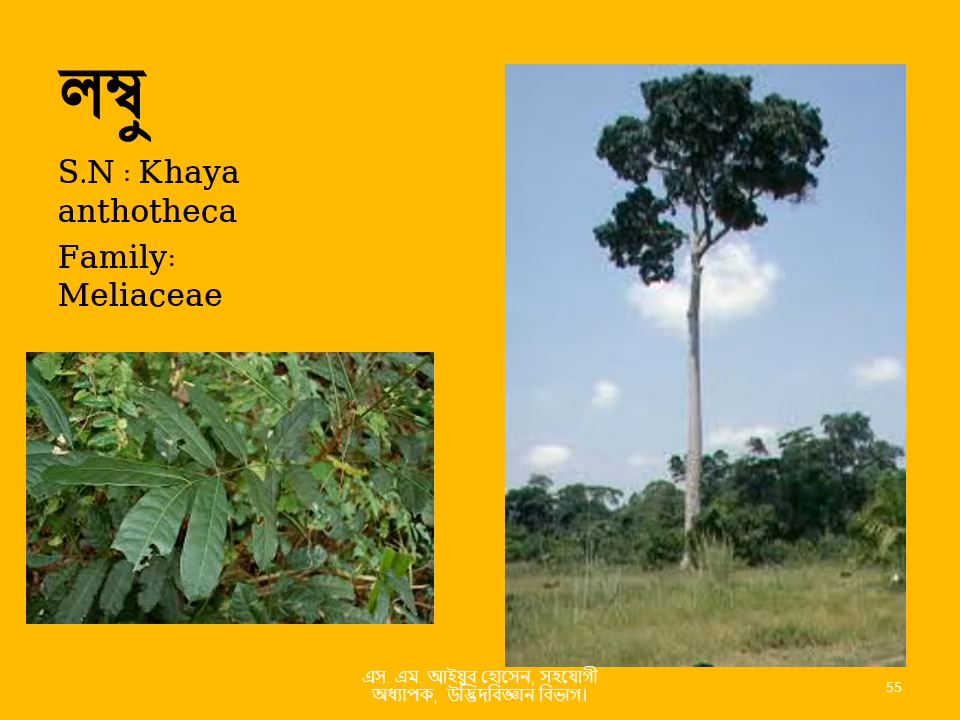 লম্বু
S.N : Khaya
anthotheca
Family:
Meliaceae
এস. এম. আইয়ুব হোসেন, সহযোগী
অধ্যাপক, উদ্ভিদবিজ্ঞান বিভাগ।
55